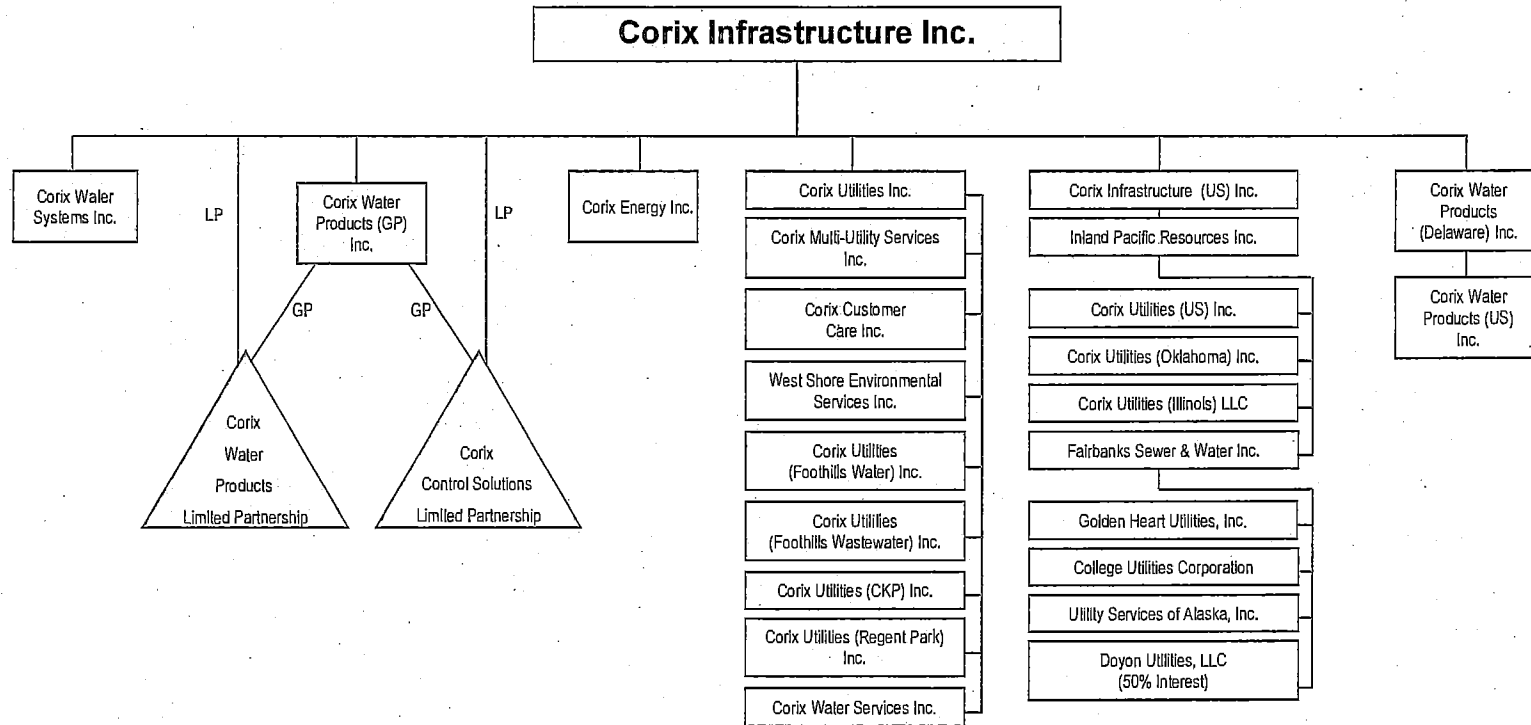 Corix Infrastructure Inc.
Corix Water
Systems Inc.
LP
Corix Water
Products (GP)
Inc.
LP
Corix Energy Inc.
GP
GP
Corix
Water
Products
Limited Partnership
Corix
Control Solutions
Limited Partnership
Corix Utilities Inc.
Corix Multi-Utility Services
Inc.
Corix Customer
Care Inc.
West Shore Environmental
Services Inc.
Corix Utilities
(Foothills Water) Inc.
Corix Utilities
(Foothills Wastewater) Inc.
Corix Utilities (CKP) Inc.
Corix Utilities (Regent Park)
Inc.
Corix Water Services Inc.
Corix Infrastructure (US) Inc.
Inland Pacific Resources Inc.
Corix Utilities (US) Inc.
Corix Utilities (Oklahoma) Inc.
Corix Utilities (Illinois) LLC
Fairbanks Sewer & Water Inc.
Golden Heart Utilities, Inc.
College Utilities Corporation
Utility Services of Alaska, Inc.
Doyon Utilities, LLC
(50% Interest)
Corix Water
Products
(Delaware) Inc.
Corix Water
Products (US)
Inc.